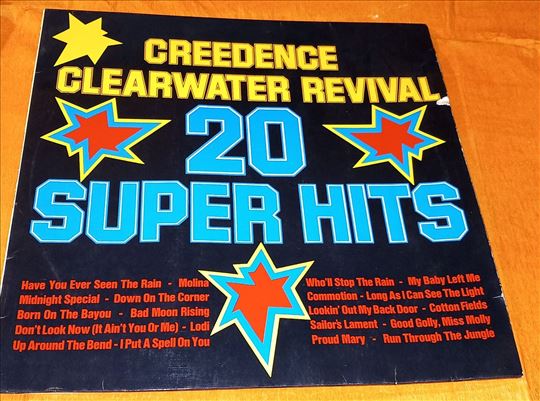 CREEDENCE
CLEARWATER REVIVAL
20
SUPER HITS
Have You Ever Seen The Rain - Molina
Midnight Special - Down On The Corner
Born On The Bayou - Bad Moon Rising
Don't Look Now (It Ain't You Or Me) - Lodi
Up Around The Bend - I Put A Spell On You
Who'll Stop The Rain - My Baby Left Me
Commotion - Long As I Can See The Light
Lookin' Out My Back Door - Cotton Fields
Sailor's Lament - Good Golly, Miss Molly
Proud Mary - Run Through The Jungle